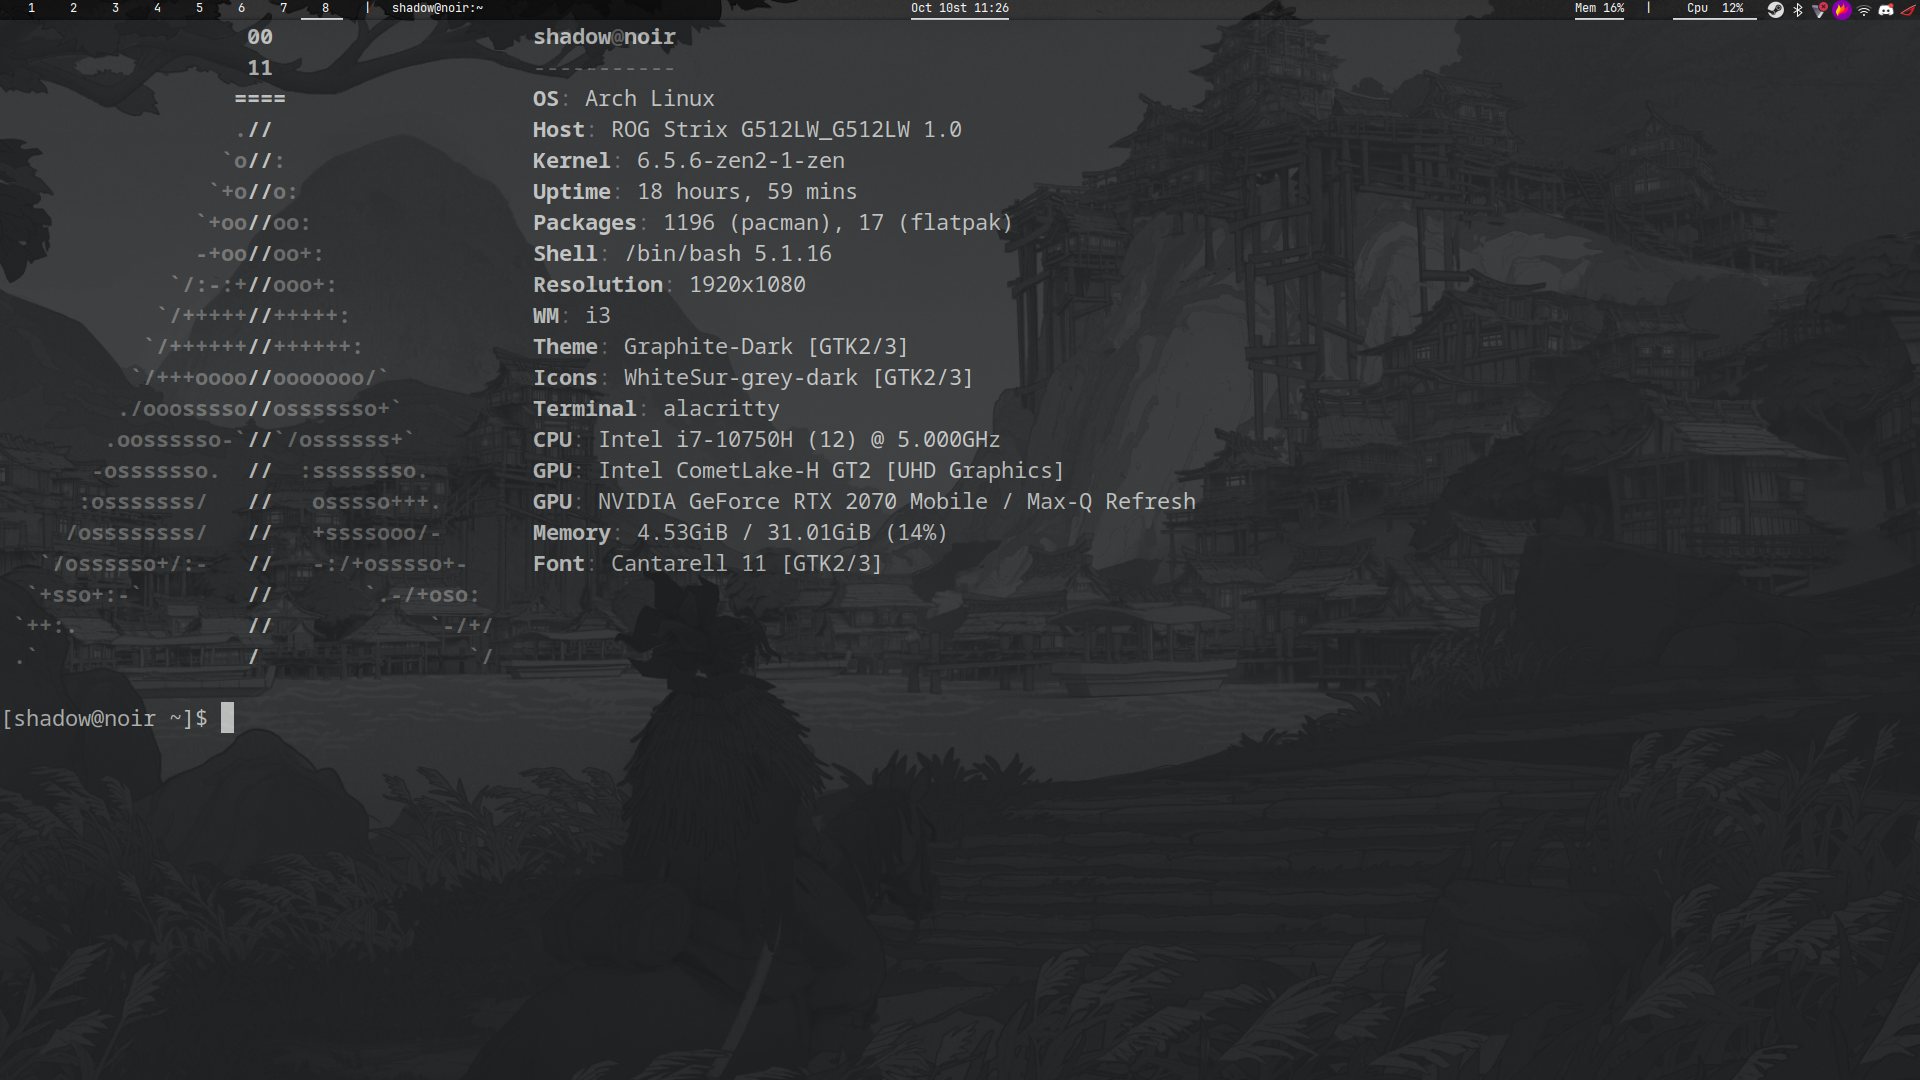 1 2 3 4 5 6 7 8 | shadow@noir:~ Oct 10st 11:26 Mem 16% | Cpu 12%
00 shadow@noir
11 -----------
==== OS: Arch Linux
.// Host: ROG Strix G512LW_G512LW 1.0
`o//: Kernel: 6.5.6-zen2-1-zen
`+o//o: Uptime: 18 hours, 59 mins
`+oo//oo: Packages: 1196 (pacman), 17 (flatpak)
-+oo//oo+: Shell: /bin/bash 5.1.16
`/:-:+//ooo+: Resolution: 1920x1080
`/+++++//+++++: WM: i3
`/++++++//++++++: Theme: Graphite-Dark [GTK2/3]
`/+++oooo//ooooooo/` Icons: WhiteSur-grey-dark [GTK2/3]
./ooosssso//osssssso+` Terminal: alacritty
.oossssso-`//`/ossssss+` CPU: Intel i7-10750H (12) @ 5.000GHz
-osssssso. // :ssssssso. GPU: Intel CometLake-H GT2 [UHD Graphics]
:osssssss/ // osssso+++. GPU: NVIDIA GeForce RTX 2070 Mobile / Max-Q Refresh
/ossssssss/ // +ssssooo/- Memory: 4.53GiB / 31.01GiB (14%)
`/ossssso+/:- // -:/+osssso+- Font: Cantarell 11 [GTK2/3]
`+sso+:-` // `.-/+oso:
`++:. // `-/+/
.` / `/
[shadow@noir ~]$